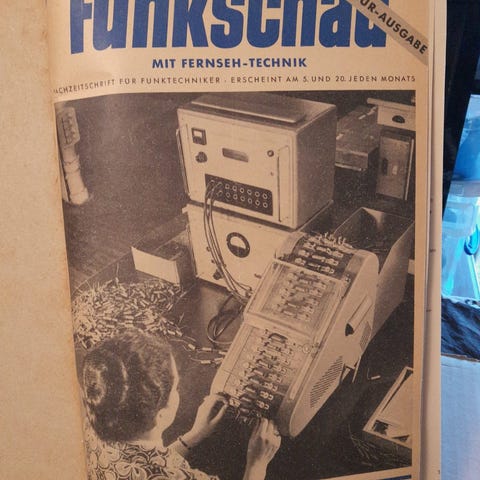 Funkschau
MIT FERNSEH-TECHNIK
FACHZEITSCHRIFT FÜR FUNKTECHNIKER · ERSCHEINT AM 5. UND 20. JEDEN MONATS
UR-AUSGABE